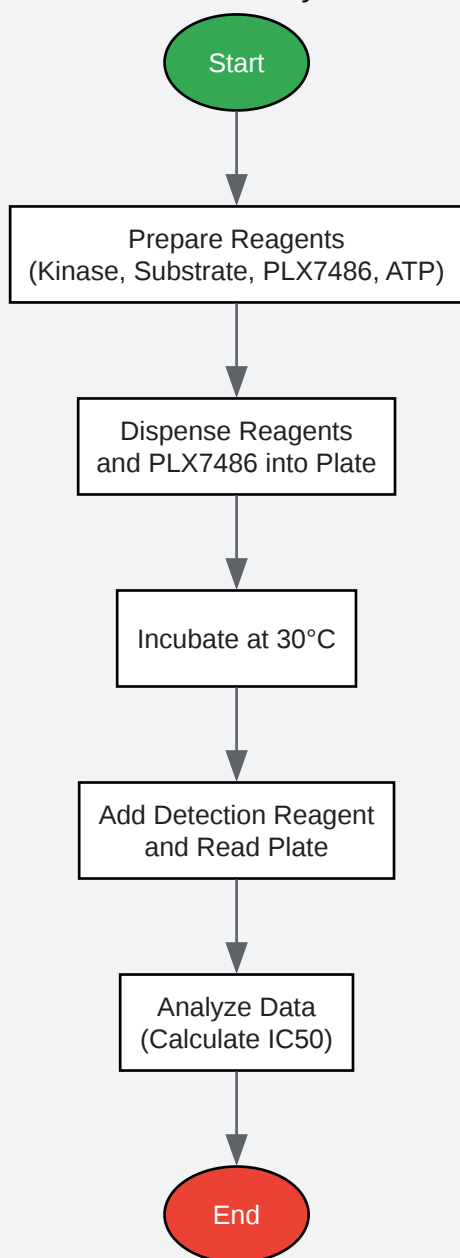 Start
Prepare Reagents
(Kinase, Substrate, PLX7486, ATP)
Dispense Reagents
and PLX7486 into Plate
Incubate at 30°C
Add Detection Reagent
and Read Plate
Analyze Data
(Calculate IC50)
End